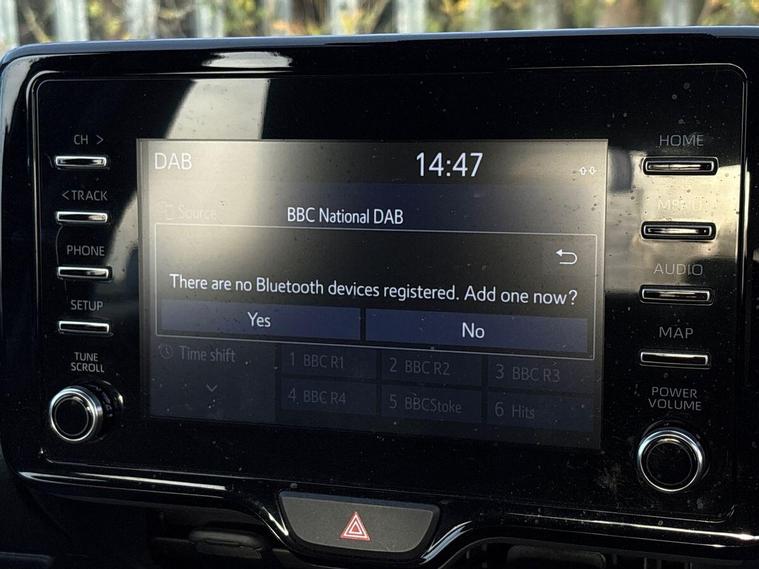 CH >
< TRACK
PHONE
SETUP
TUNE
SCROLL
DAB
14:47
Source
BBC National DAB
There are no Bluetooth devices registered. Add one now?
Yes
No
Time shift
1 BBC R1
2 BBC R2
3 BBC R3
4 BBC R4
5 BBCStoke
6 Hits
HOME
MENU
AUDIO
MAP
POWER
VOLUME